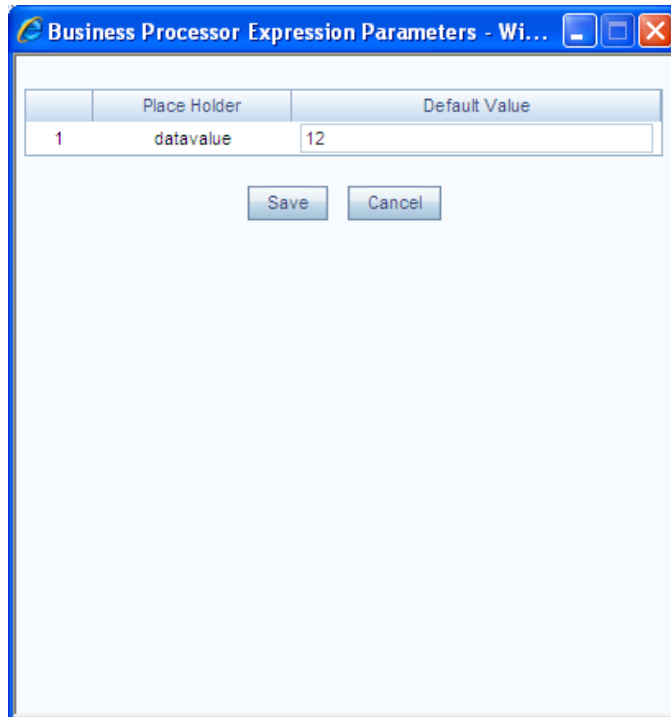 Business Processor Expression Parameters - Wi...
Place Holder Default Value
1 datavalue 12
Save Cancel